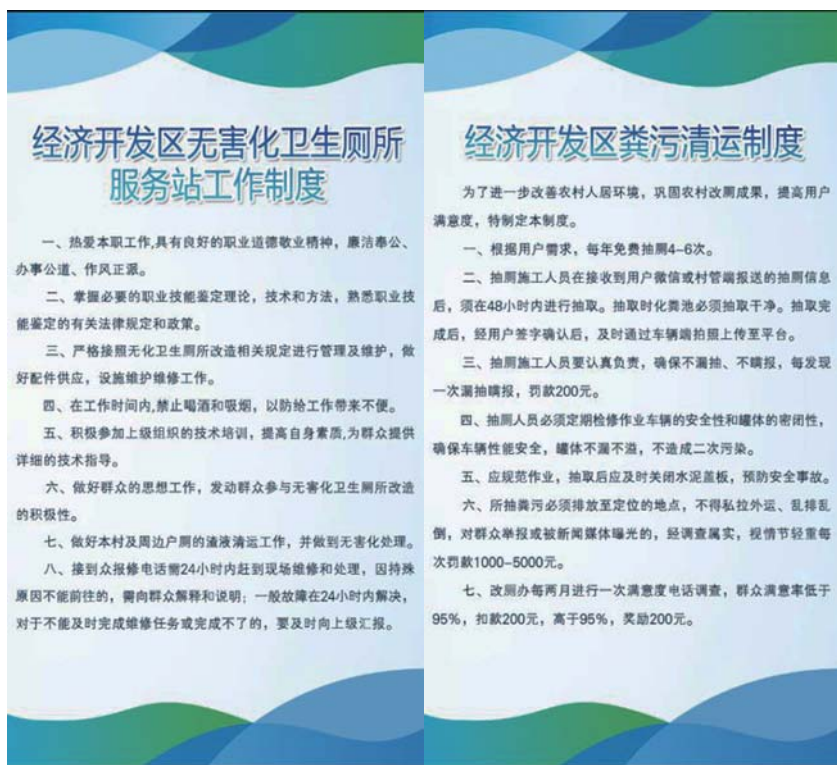 经济开发区无害化卫生厕所
服务站工作制度
一、热爱本职工作,具有良好的职业道德敬业精神，廉洁奉公、
办事公道、作风正派。
二、掌握必要的职业技能鉴定理论，技术和方法，熟悉职业技
能鉴定的有关法律规定和政策。
三、严格按照无化卫生厕所改造相关规定进行管理及维护，做
好配件供应，设施维护维修工作。
四、在工作时间内,禁止喝酒和吸烟，以防给工作带来不便。
五、积极参加上级组织的技术培训，提高自身素质,为群众提供
详细的技术指导。
六、做好群众的思想工作，发动群众参与无害化卫生厕所改造
的积极性。
七、做好本村及周边户厕的渣液清运工作，并做到无害化处理。
八、接到众报修电话需24小时内赶到现场维修和处理，因持殊
原因不能前往的，需向群众解释和说明；一般故障在24小时内解决，
对于不能及时完成维修任务或完成不了的，要及时向上级汇报。
经济开发区粪污清运制度
为了进一步改善农村人居环境，巩固农村改厕成果，提高用户
满意度，特制定本制度。
一、根据用户需求，每年免费抽厕4-6次。
二、抽厕施工人员在接收到用户微信或村管端报送的抽厕信息
后，须在48小时内进行抽取。抽取时化粪池必须抽取干净。抽取完
成后，经用户签字确认后，及时通过车辆端拍照上传至平台。
三、抽厕施工人员要认真负责，确保不漏抽、不瞒报，每发现
一次漏抽瞒报，罚款200元。
四、抽厕人员必须定期检修作业车辆的安全性和罐体的密闭性，
确保车辆性能安全，罐体不漏不溢，不造成二次污染。
五、应规范作业，抽取后应及时关闭水泥盖板，预防安全事故。
六、所抽粪污必须排放至定位的地点，不得私拉外运、乱排乱
倒，对群众举报或被新闻媒体曝光的，经调查属实，视情节轻重每
次罚款1000-5000元。
七、改厕办每两月进行一次满意度电话调查，群众满意率低于
95%，扣款200元，高于95%，奖励200元。